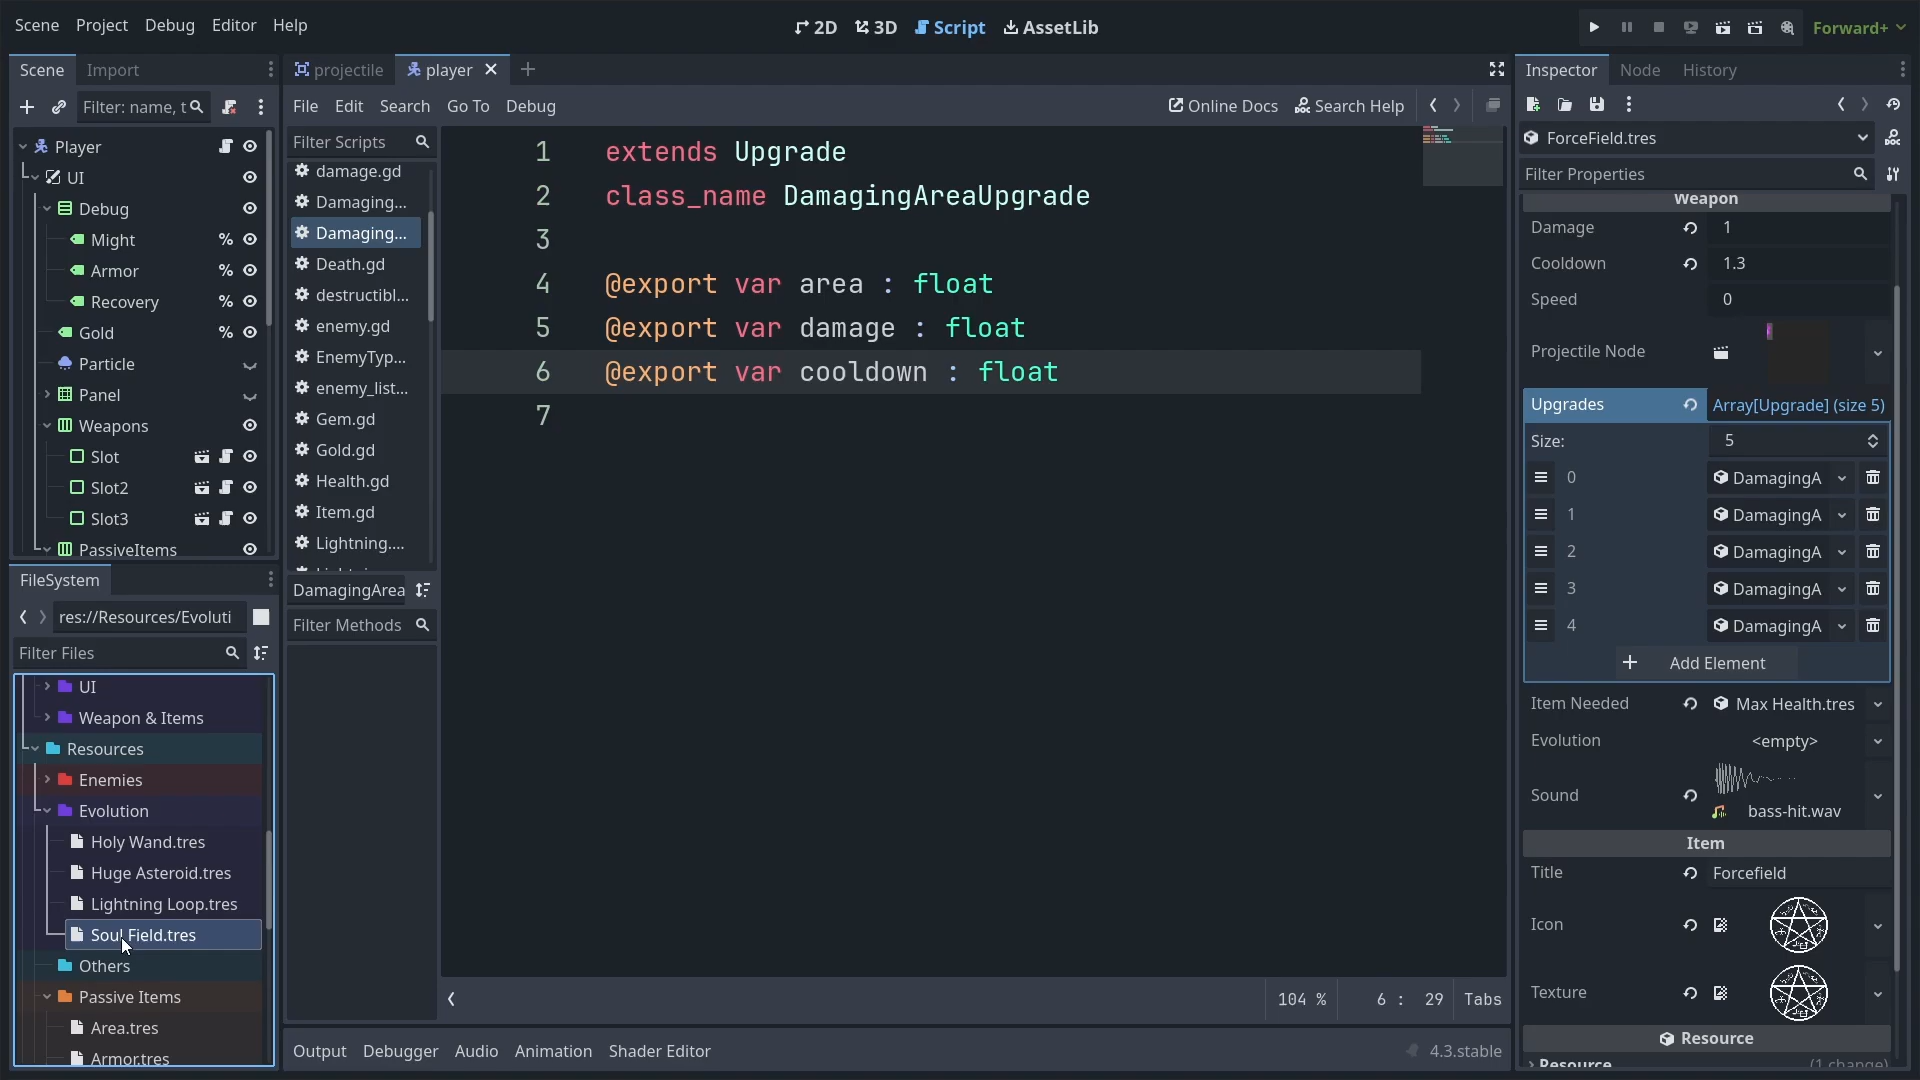 Scene Project Debug Editor Help
2D 3D Script AssetLib
Forward+
Scene Import
Filter: name, t
Player
UI
Debug
Might %
Armor %
Recovery %
Gold %
Particle
Panel
Weapons
Slot
Slot2
Slot3
PassiveItems
FileSystem
res://Resources/Evoluti
Filter Files
UI
Weapon & Items
Resources
Enemies
Evolution
Holy Wand.tres
Huge Asteroid.tres
Lightning Loop.tres
Soul Field.tres
Others
Passive Items
Area.tres
Armor.tres
projectile player
File Edit Search Go To Debug
Online Docs Search Help
Filter Scripts
damage.gd
Damaging...
Damaging...
Death.gd
destructibl...
enemy.gd
EnemyTyp...
enemy_list...
Gem.gd
Gold.gd
Health.gd
Item.gd
Lightning....
DamagingArea
Filter Methods
1 extends Upgrade
2 class_name DamagingAreaUpgrade
3
4 @export var area : float
5 @export var damage : float
6 @export var cooldown : float
7
104 % 6 : 29 Tabs
Output Debugger Audio Animation Shader Editor
4.3.stable
Inspector Node History
ForceField.tres
Filter Properties
Weapon
Damage 1
Cooldown 1.3
Speed 0
Projectile Node
Upgrades Array[Upgrade] (size 5)
Size: 5
0 DamagingA
1 DamagingA
2 DamagingA
3 DamagingA
4 DamagingA
Add Element
Item Needed Max Health.tres
Evolution <empty>
Sound
bass-hit.wav
Item
Title Forcefield
Icon
Texture
Resource
Resource (1 change)